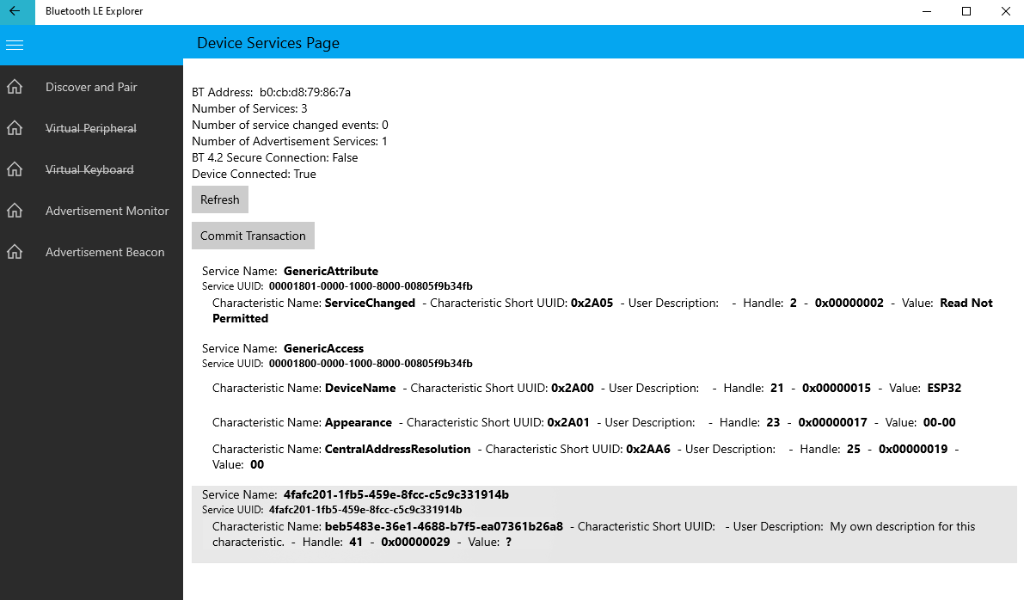 Bluetooth LE Explorer
Device Services Page
Discover and Pair
Virtual Peripheral
Virtual Keyboard
Advertisement Monitor
Advertisement Beacon
BT Address: b0:cb:d8:79:86:7a
Number of Services: 3
Number of service changed events: 0
Number of Advertisement Services: 1
BT 4.2 Secure Connection: False
Device Connected: True
Refresh
Commit Transaction
Service Name: GenericAttribute
Service UUID: 00001801-0000-1000-8000-00805f9b34fb
Characteristic Name: ServiceChanged - Characteristic Short UUID: 0x2A05 - User Description: - Handle: 2 - 0x00000002 - Value: Read Not
Permitted
Service Name: GenericAccess
Service UUID: 00001800-0000-1000-8000-00805f9b34fb
Characteristic Name: DeviceName - Characteristic Short UUID: 0x2A00 - User Description: - Handle: 21 - 0x00000015 - Value: ESP32
Characteristic Name: Appearance - Characteristic Short UUID: 0x2A01 - User Description: - Handle: 23 - 0x00000017 - Value: 00-00
Characteristic Name: CentralAddressResolution - Characteristic Short UUID: 0x2AA6 - User Description: - Handle: 25 - 0x00000019 -
Value: 00
Service Name: 4fafc201-1fb5-459e-8fcc-c5c9c331914b
Service UUID: 4fafc201-1fb5-459e-8fcc-c5c9c331914b
Characteristic Name: beb5483e-36e1-4688-b7f5-ea07361b26a8 - Characteristic Short UUID: - User Description: My own description for this
characteristic. - Handle: 41 - 0x00000029 - Value: ?